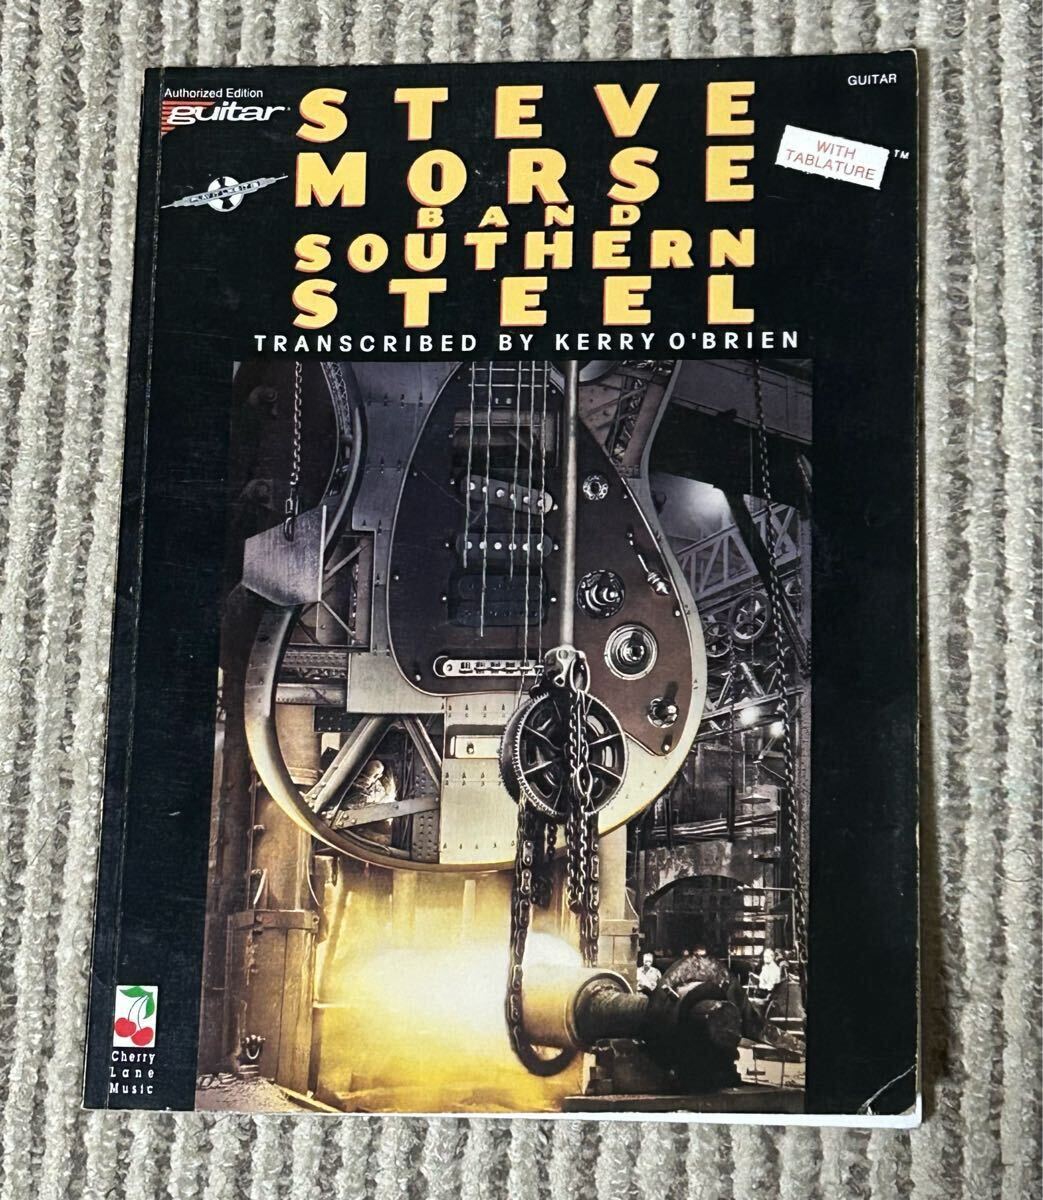 Authorized Edition
guitar
GUITAR
STEVE
MORSE
BAND
SOUTHERN
STEEL
WITH
TABLATURE
™
TRANSCRIBED BY KERRY O'BRIEN
Cherry
Lane
Music